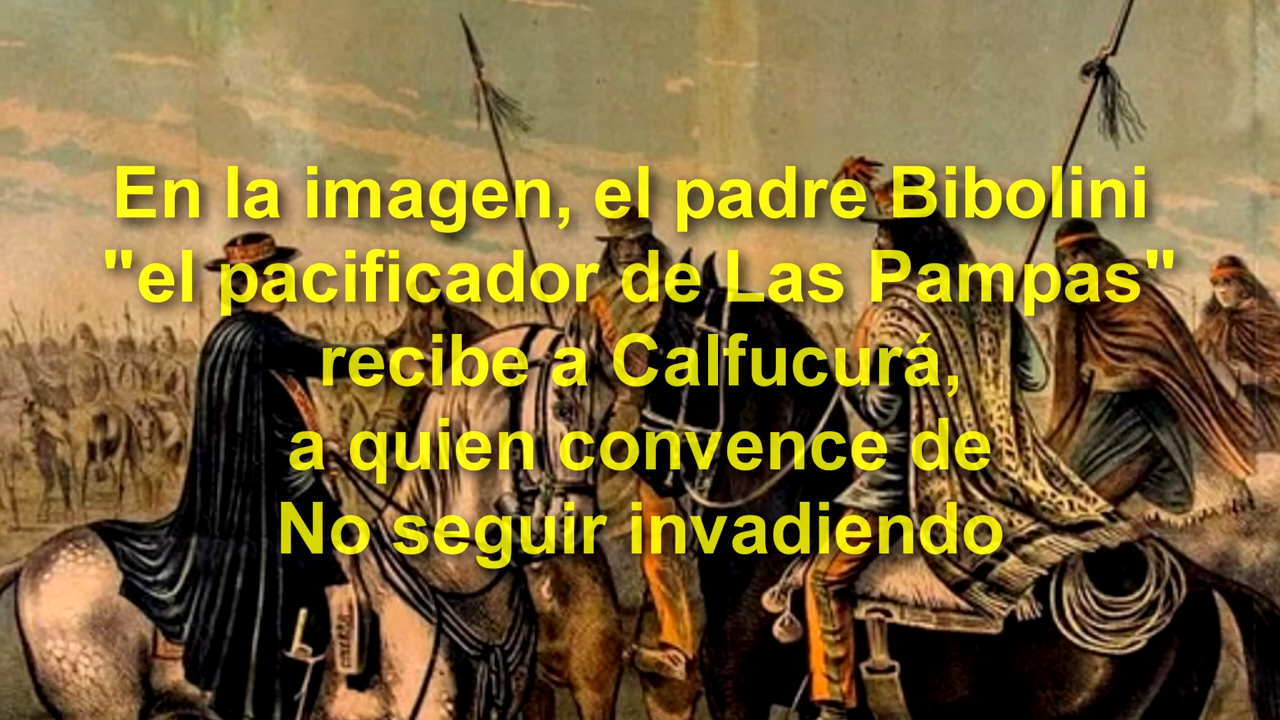 En la imagen, el padre Bibolini
"el pacificador de Las Pampas"
recibe a Calfucurá,
a quien convence de
No seguir invadiendo